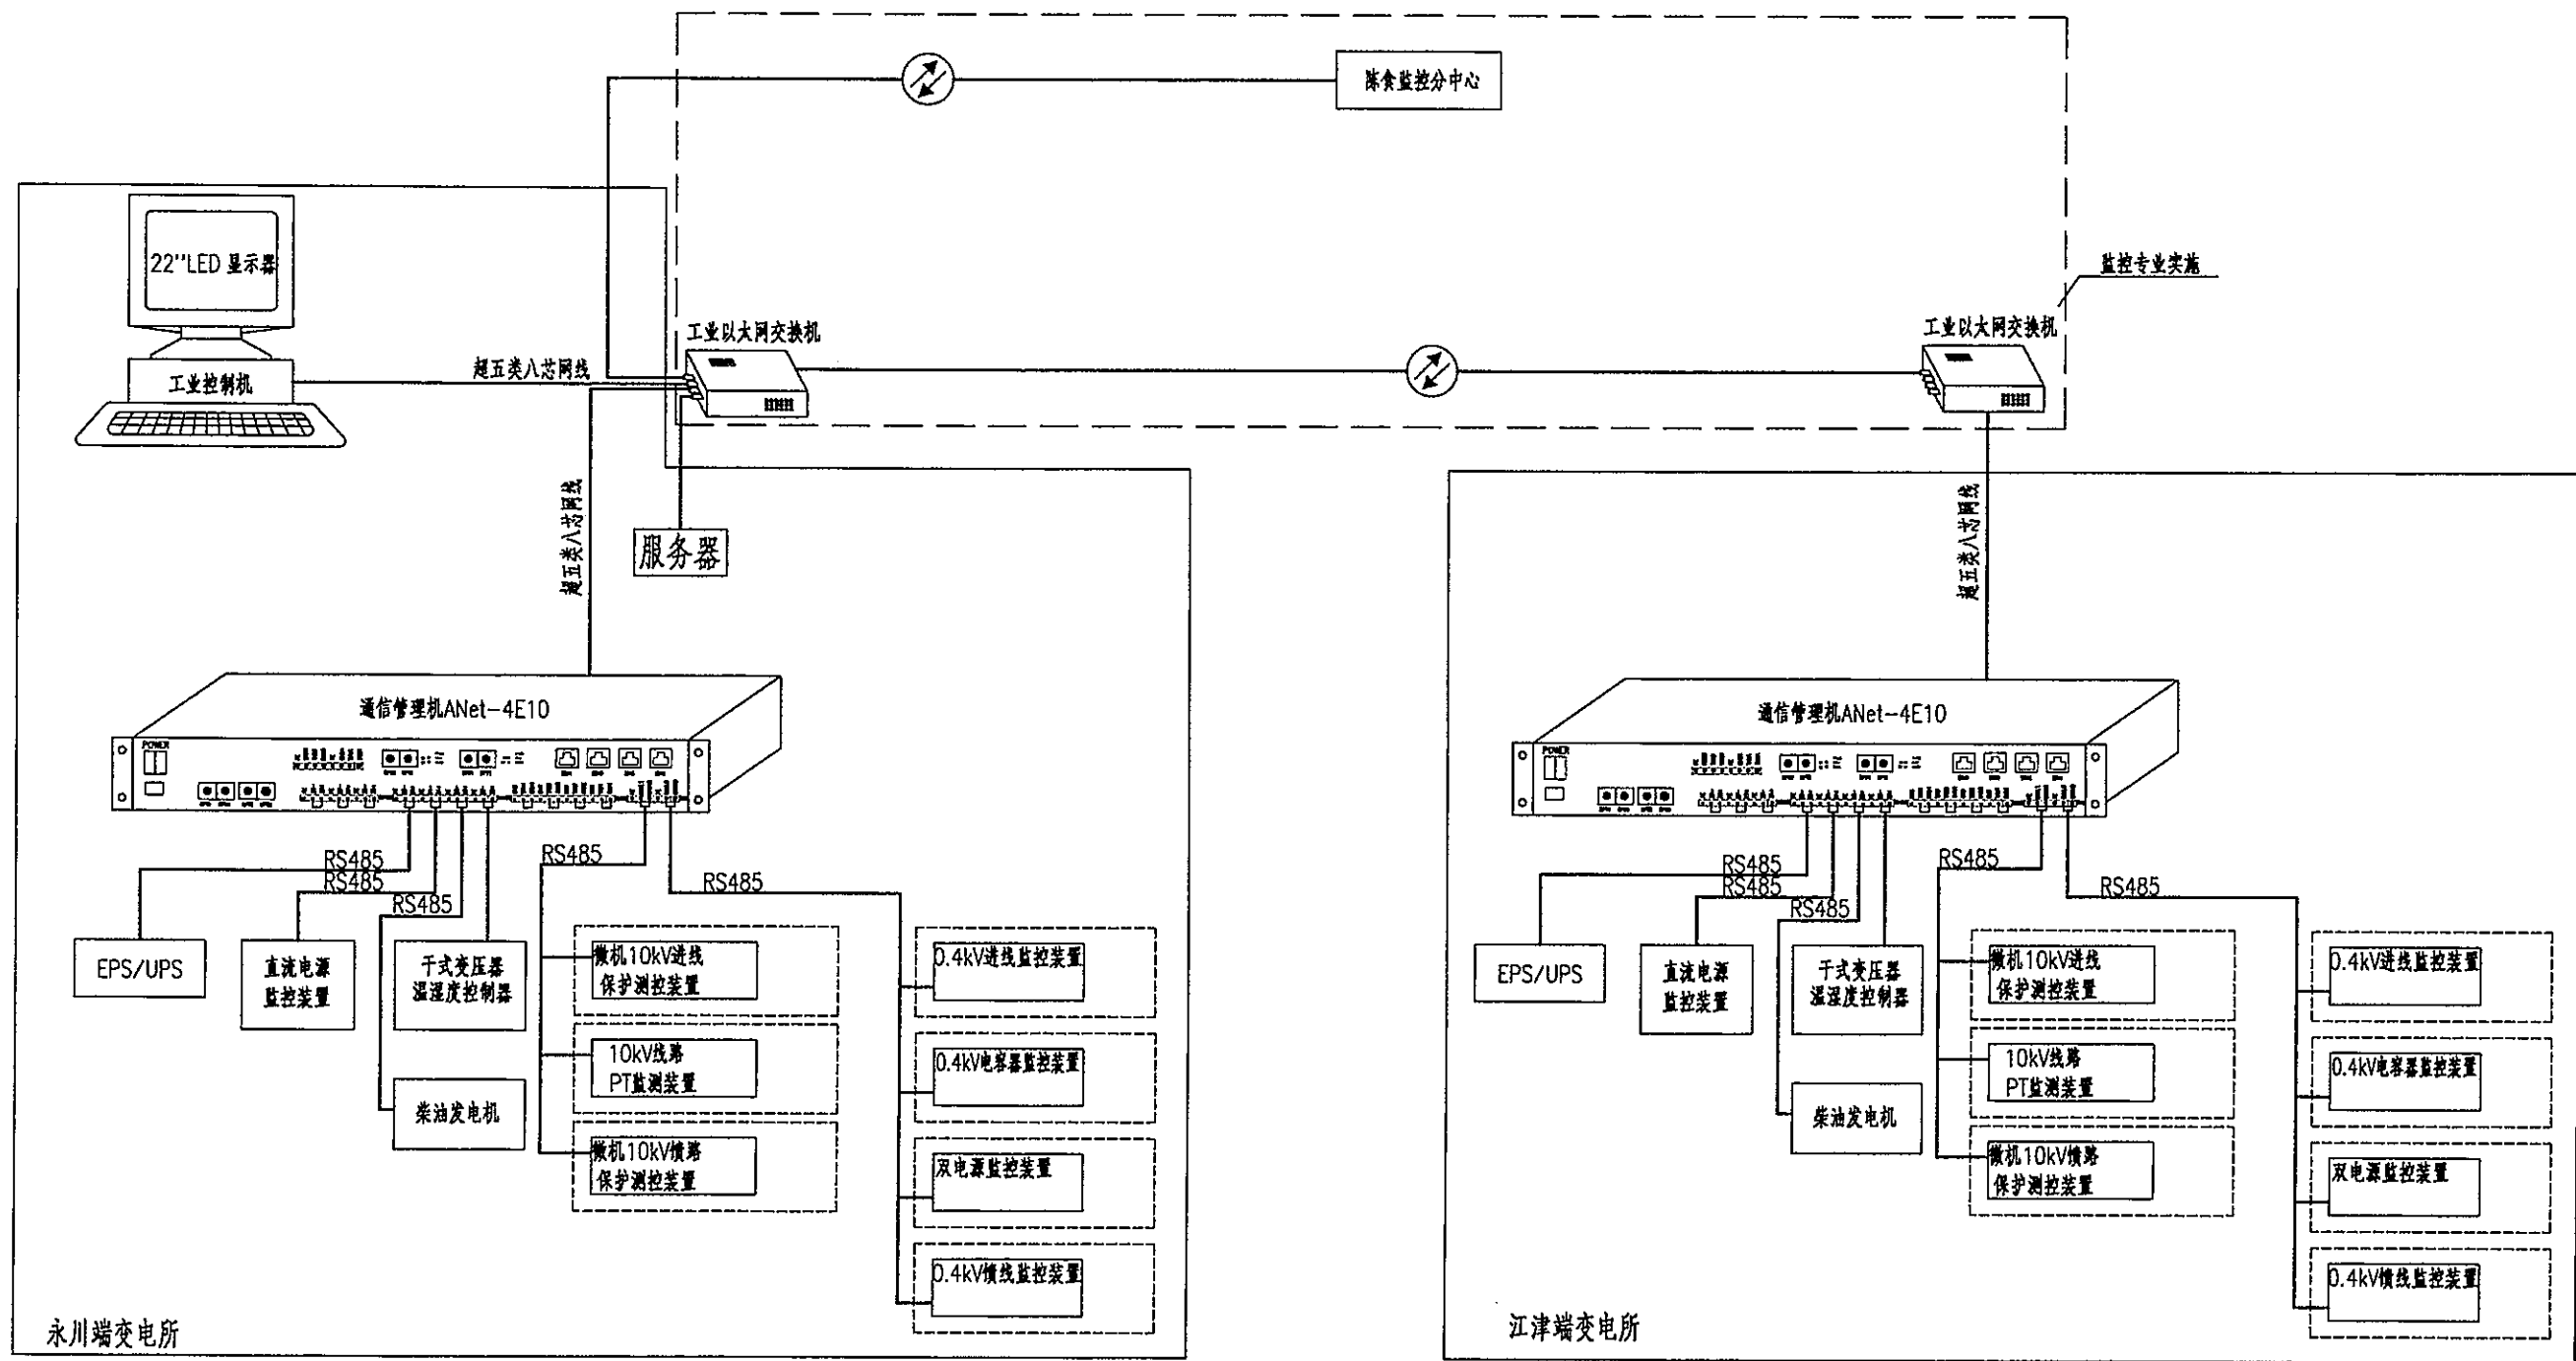 陈食监控分中心
22''LED 显示器
监控专业实施
工业以太网交换机
工业以太网交换机
超五类八芯网线
工业控制机
超五类八芯网线
超五类八芯网线
服务器
通信管理机ANet-4E10
通信管理机ANet-4E10
POWER
POWER
RS485
RS485
RS485
RS485
RS485
EPS/UPS
直流电源
监控装置
干式变压器
温湿度控制器
柴油发电机
微机10kV进线
保护测控装置
10kV线路
PT监测装置
微机10kV馈路
保护测控装置
0.4kV进线监控装置
0.4kV电容器监控装置
双电源监控装置
0.4kV馈线监控装置
永川端变电所
RS485
RS485
RS485
RS485
RS485
EPS/UPS
直流电源
监控装置
干式变压器
温湿度控制器
柴油发电机
微机10kV进线
保护测控装置
10kV线路
PT监测装置
微机10kV馈路
保护测控装置
0.4kV进线监控装置
0.4kV电容器监控装置
双电源监控装置
0.4kV馈线监控装置
江津端变电所